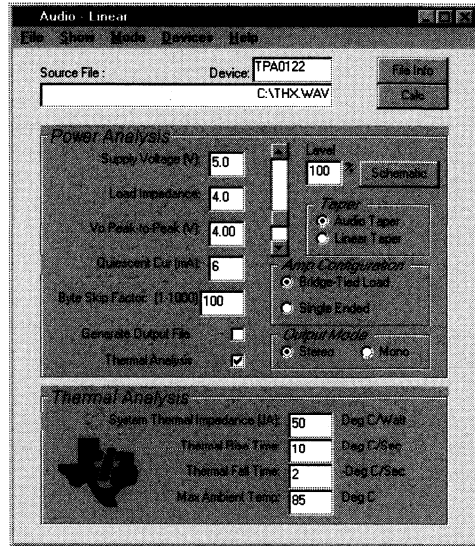 Audio - Linear
File Show Mode Devices Help
Source File : Device: TPA0122 File Info
C:\THX.WAV Calc
Power Analysis
Supply Voltage (V): 5.0 Level
100 % Schematic
Load Impedance: 4.0
Taper
Vo Peak-to-Peak (V): 4.00 Audio Taper
Linear Taper
Quiescent Cur (mA): 6 Amp Configuration
Bridge-Tied Load
Byte Skip Factor (1-1000) 100 Single Ended
Generate Output File Output Mode
Thermal Analysis Stereo Mono
Thermal Analysis
System Thermal Impedance (JA): 50 Deg C/Watt
Thermal Rise Time: 10 Deg C/Sec
Thermal Fall Time: 2 -Deg C/Sec
Max Ambient Temp: 85 Deg C